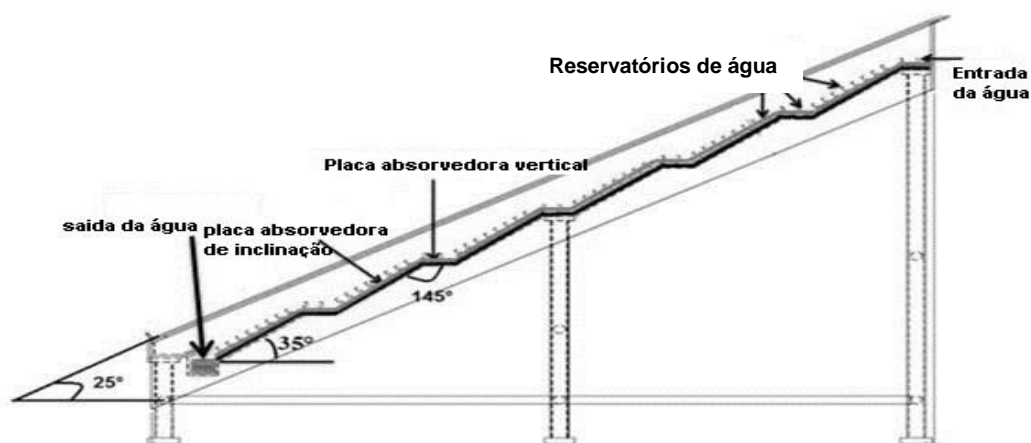 Reservatórios de água
Entrada
da água
Placa absorvedora vertical
saida da água
placa absorvedora
de inclinação
145°
35°
25°